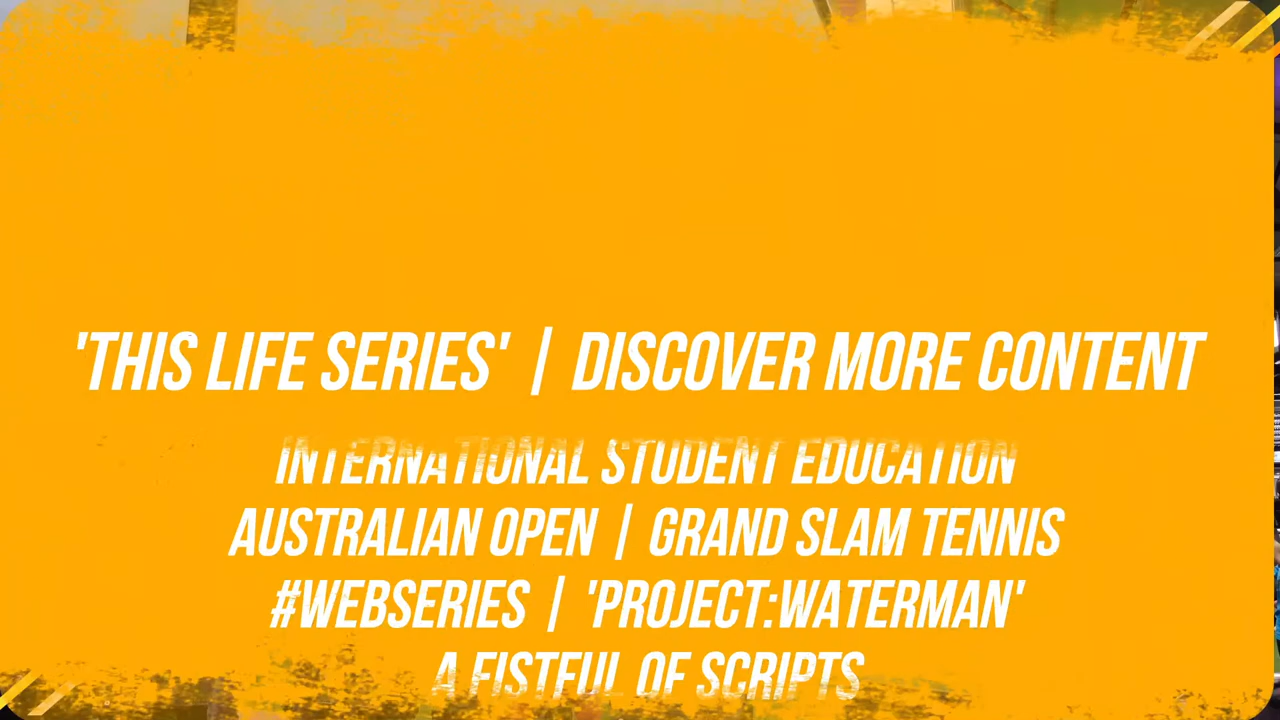 'THIS LIFE SERIES' | DISCOVER MORE CONTENT
INTERNATIONAL STUDENT EDUCATION
AUSTRALIAN OPEN | GRAND SLAM TENNIS
#WEBSERIES | 'PROJECT:WATERMAN'
A FISTFUL OF SCRIPTS